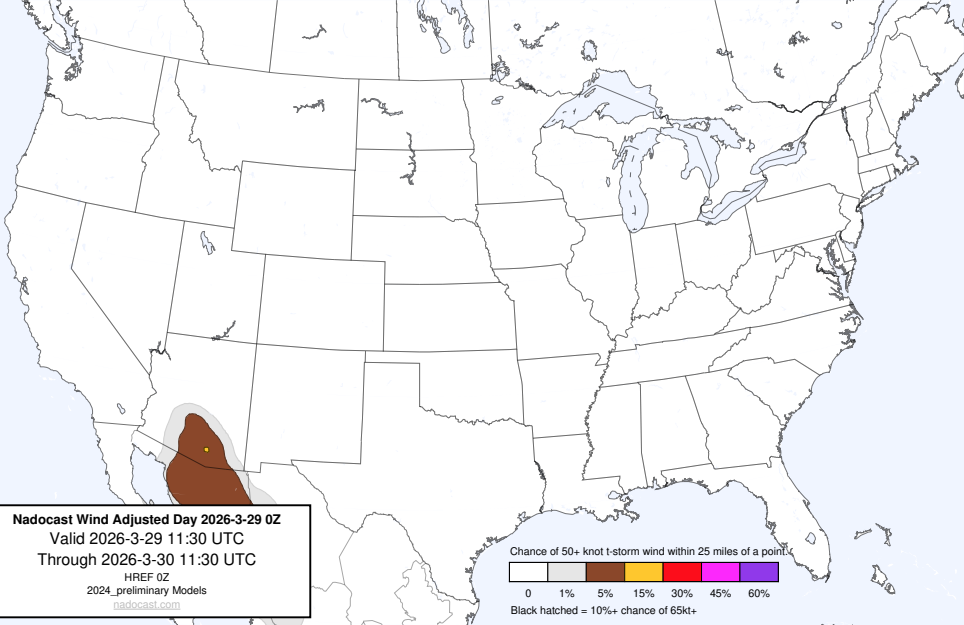 Nadocast Wind Adjusted Day 2026-3-29 0Z
Valid 2026-3-29 11:30 UTC
Through 2026-3-30 11:30 UTC
HREF 0Z
2024_preliminary Models
nadocast.com
Chance of 50+ knot t-storm wind within 25 miles of a point.
0 1% 5% 15% 30% 45% 60%
Black hatched = 10%+ chance of 65kt+